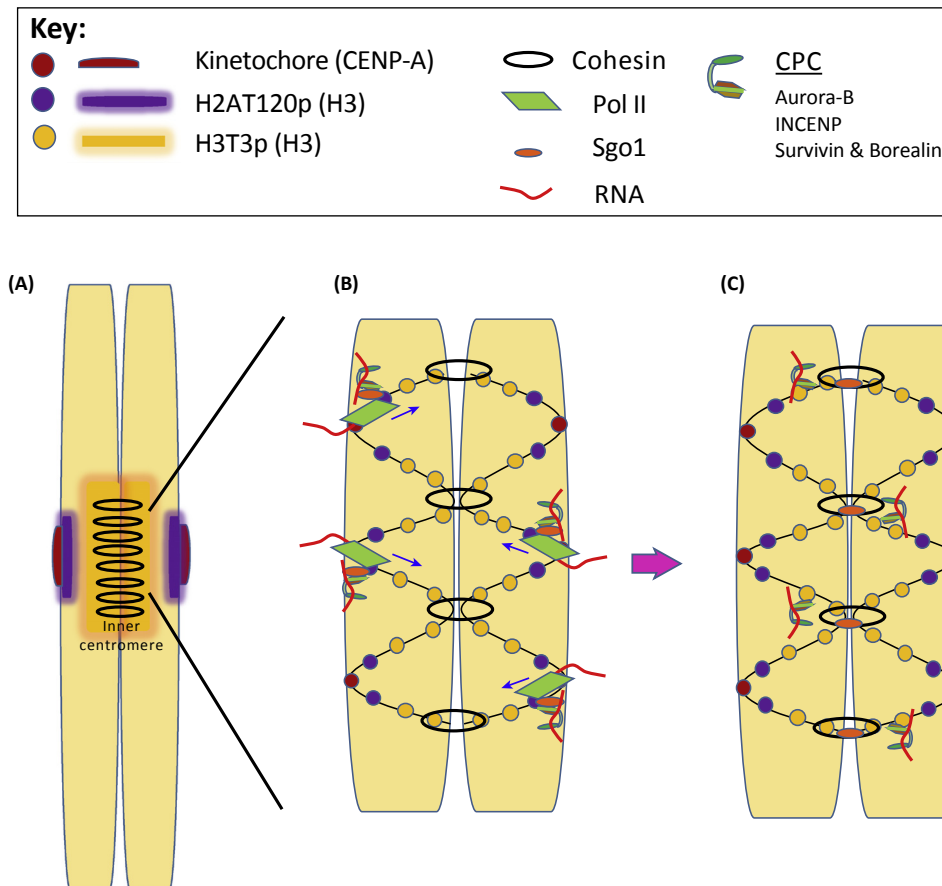 Key:
Kinetochore (CENP-A)
H2AT120p (H3)
H3T3p (H3)
Cohesin
Pol II
Sgo1
RNA
CPC
Aurora-B
INCENP
Survivin & Borealin
(A)
(B)
(C)
Inner
centromere